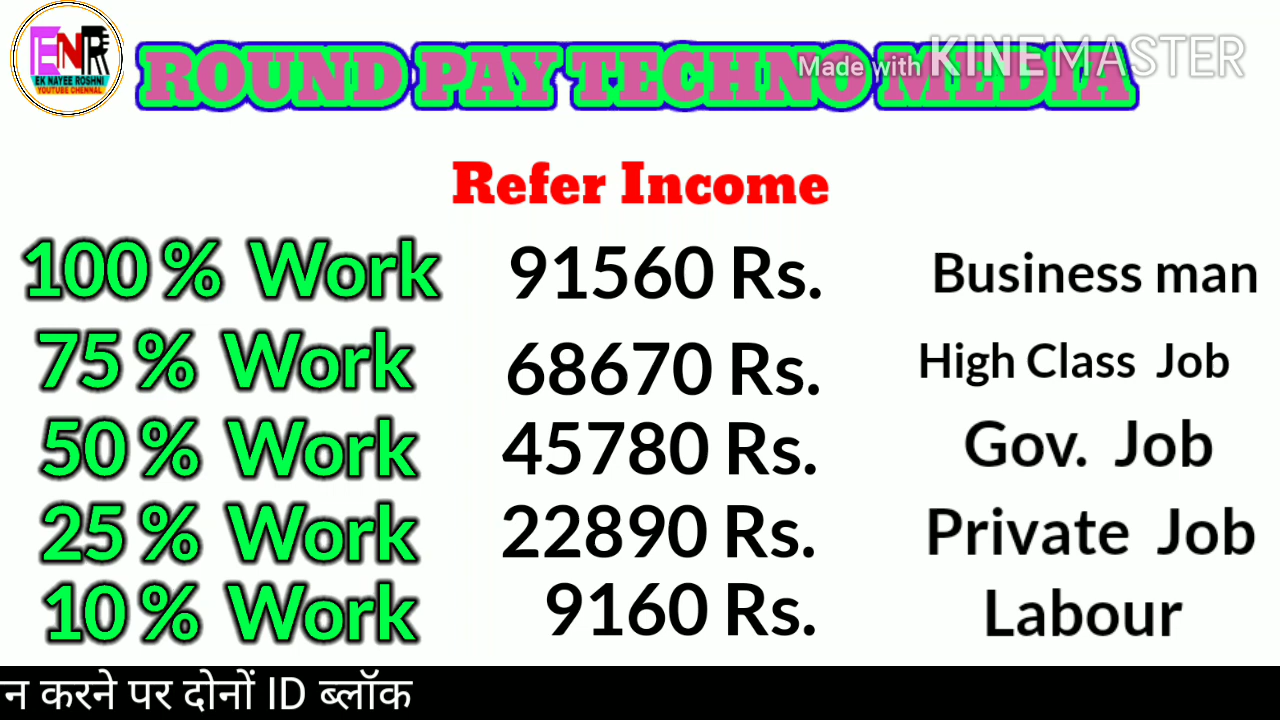 ENR
EK NAYEE ROSHNI
YOUTUBE CHENNAL
ROUND PAY TECHNO MEDIA
Made with KINEMASTER
Refer Income
100 % Work 91560 Rs. Business man
75 % Work 68670 Rs. High Class Job
50 % Work 45780 Rs. Gov. Job
25 % Work 22890 Rs. Private Job
10 % Work 9160 Rs. Labour
न करने पर दोनों ID ब्लॉक